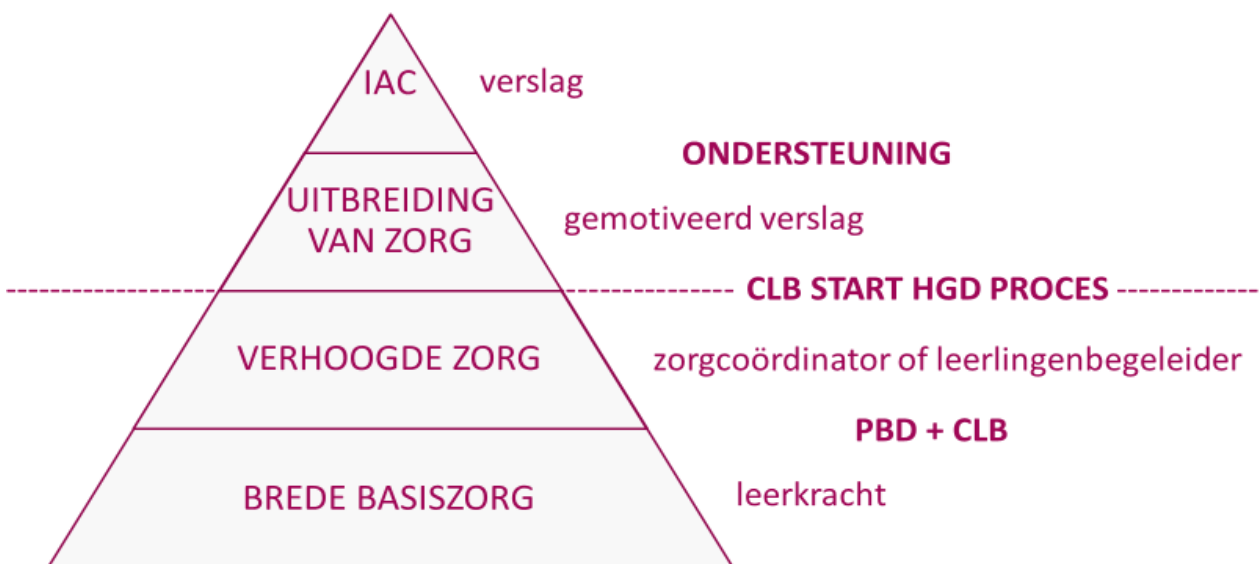 IAC
verslag
ONDERSTEUNING
UITBREIDING
VAN ZORG
gemotiveerd verslag
CLB START HGD PROCES
VERHOOGDE ZORG
zorgcoördinator of leerlingenbegeleider
PBD + CLB
BREDE BASISZORG
leerkracht